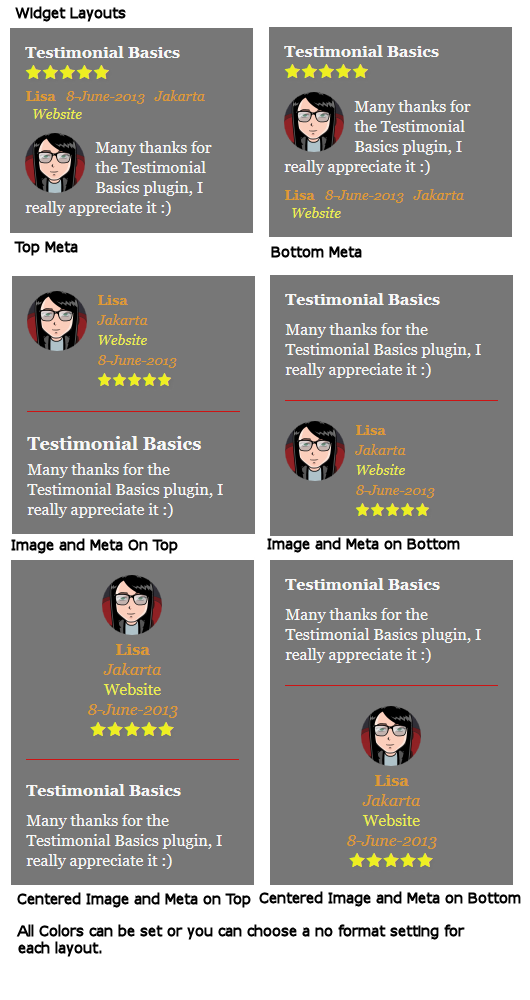 Widget Layouts
Testimonial Basics
Lisa 8-June-2013 Jakarta
Website
Many thanks for
the Testimonial
Basics plugin, I
really appreciate it :)
Top Meta
Testimonial Basics
Many thanks for
the Testimonial
Basics plugin, I
really appreciate it :)
Lisa 8-June-2013 Jakarta
Website
Bottom Meta
Lisa
Jakarta
Website
8-June-2013
Testimonial Basics
Many thanks for the
Testimonial Basics plugin, I
really appreciate it :)
Image and Meta On Top
Testimonial Basics
Many thanks for the
Testimonial Basics plugin, I
really appreciate it :)
Lisa
Jakarta
Website
8-June-2013
Image and Meta on Bottom
Lisa
Jakarta
Website
8-June-2013
Testimonial Basics
Many thanks for the
Testimonial Basics plugin, I
really appreciate it :)
Centered Image and Meta on Top
Testimonial Basics
Many thanks for the
Testimonial Basics plugin, I
really appreciate it :)
Lisa
Jakarta
Website
8-June-2013
Centered Image and Meta on Bottom
All Colors can be set or you can choose a no format setting for
each layout.